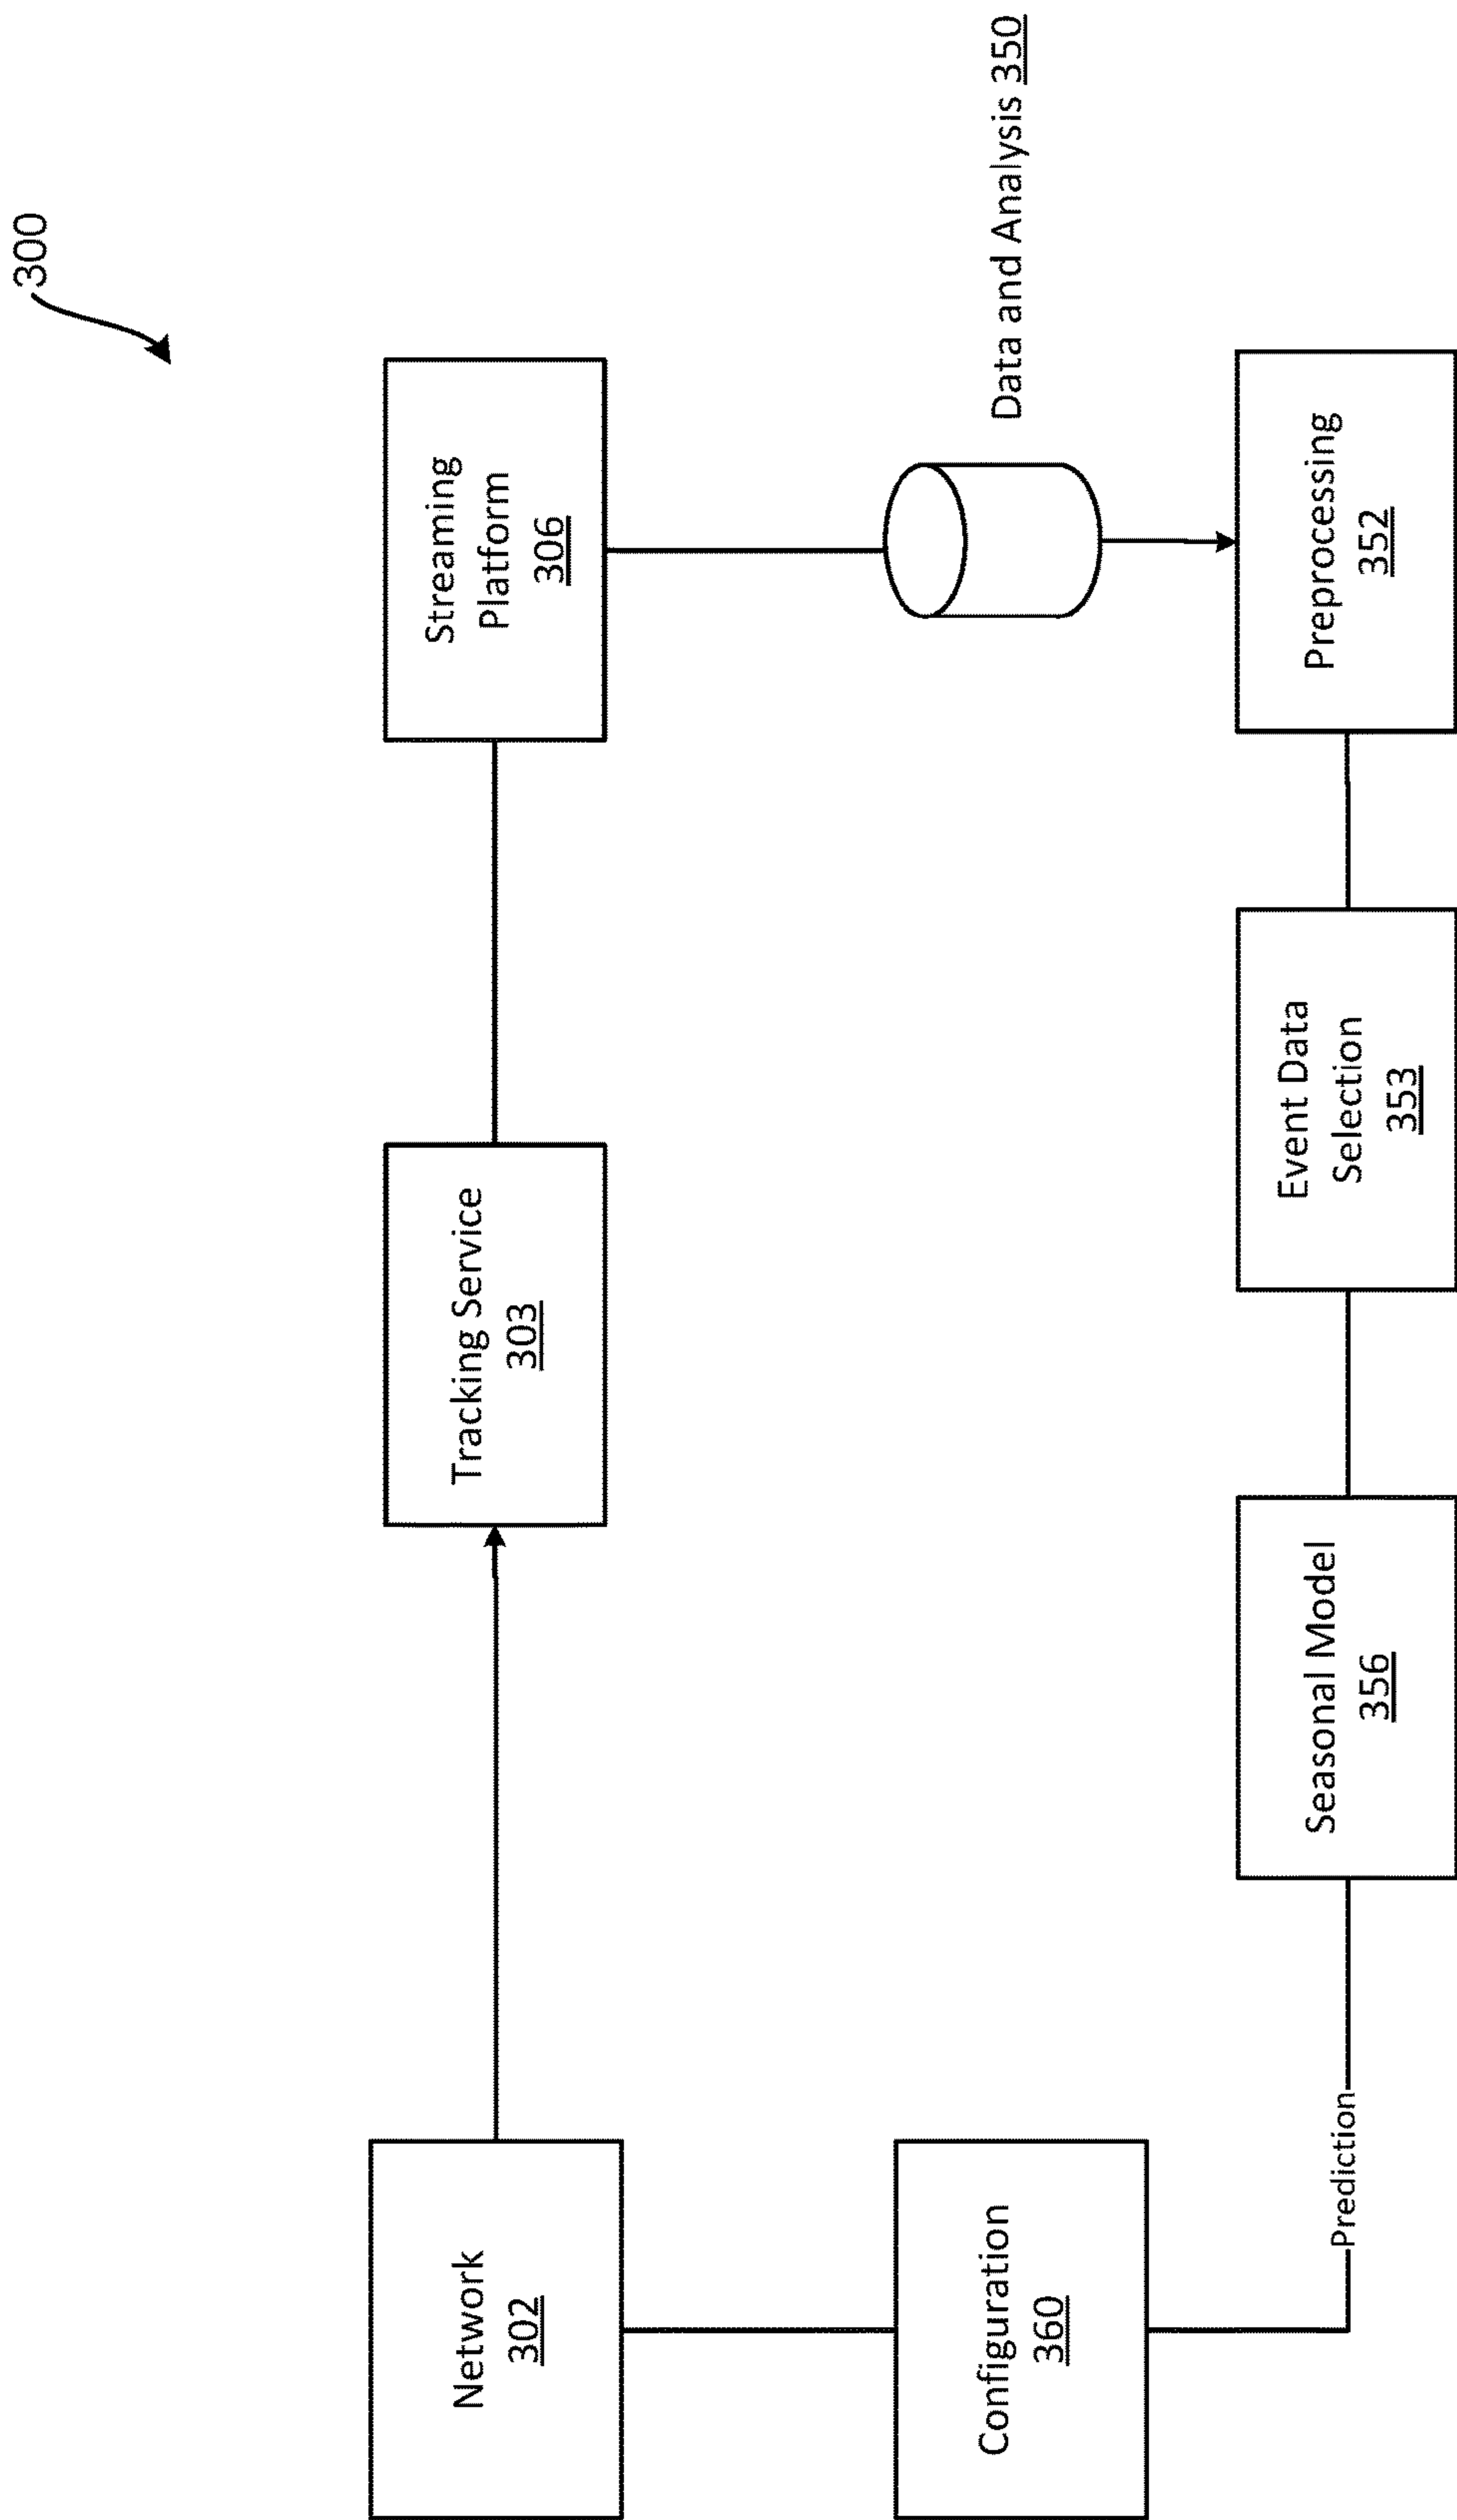 300
Network
302
Tracking Service
303
Streaming
Platform
306
Configuration
360
Data and Analysis 350
Prediction
Seasonal Model
356
Event Data
Selection
353
Preprocessing
352